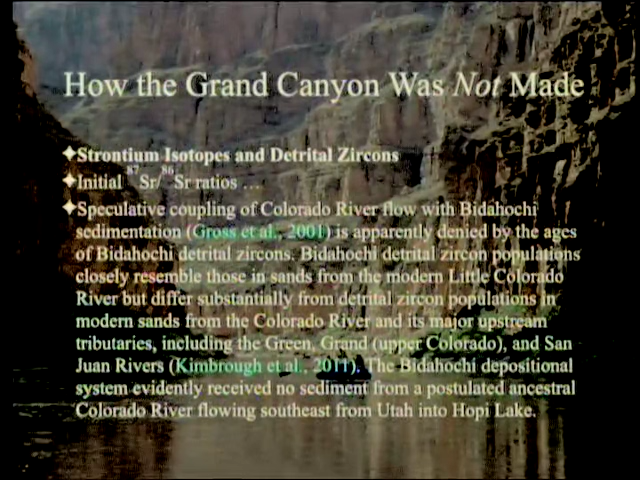 How the Grand Canyon Was Not Made
✦Strontium Isotopes and Detrital Zircons
✦Initial ⁸⁷Sr/⁸⁶Sr ratios …
✦Speculative coupling of Colorado River flow with Bidahochi
sedimentation (Gross et al., 2001) is apparently denied by the ages
of Bidahochi detrital zircons. Bidahochi detrital zircon populations
closely resemble those in sands from the modern Little Colorado
River but differ substantially from detrital zircon populations in
modern sands from the Colorado River and its major upstream
tributaries, including the Green, Grand (upper Colorado), and San
Juan Rivers (Kimbrough et al., 2011). The Bidahochi depositional
system evidently received no sediment from a postulated ancestral
Colorado River flowing southeast from Utah into Hopi Lake.